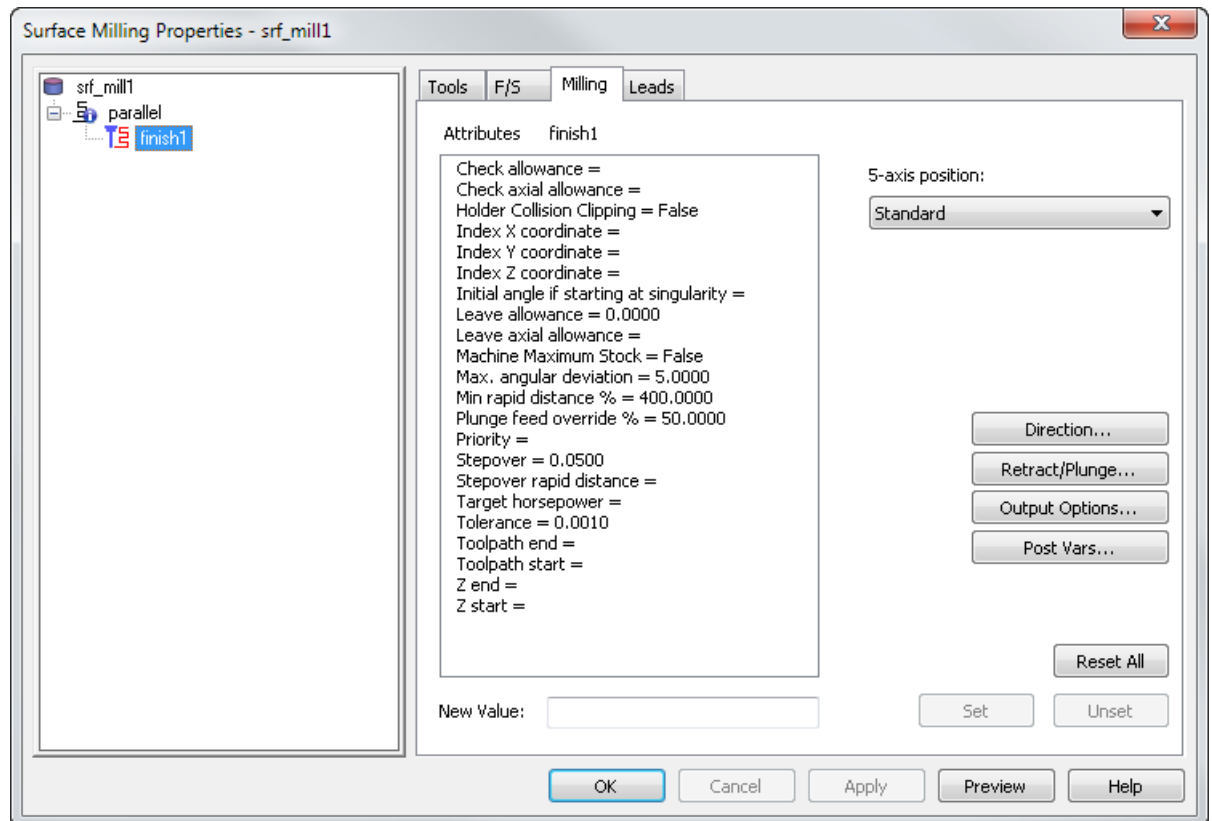 Surface Milling Properties - srf_mill1
srf_mill1
parallel
finish1
Tools F/S Milling Leads
Attributes finish1
Check allowance =
Check axial allowance =
Holder Collision Clipping = False
Index X coordinate =
Index Y coordinate =
Index Z coordinate =
Initial angle if starting at singularity =
Leave allowance = 0.0000
Leave axial allowance =
Machine Maximum Stock = False
Max. angular deviation = 5.0000
Min rapid distance % = 400.0000
Plunge feed override % = 50.0000
Priority =
Stepover = 0.0500
Stepover rapid distance =
Target horsepower =
Tolerance = 0.0010
Toolpath end =
Toolpath start =
Z end =
Z start =
5-axis position:
Standard
Direction...
Retract/Plunge...
Output Options...
Post Vars...
Reset All
New Value:
Set Unset
OK Cancel Apply Preview Help